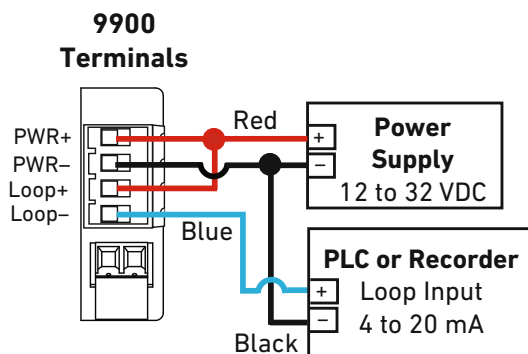 9900
Terminals
PWR+
PWR–
Loop+
Loop–
Red
Blue
Black
+
Power
Supply
–
12 to 32 VDC
PLC or Recorder
+
Loop Input
–
4 to 20 mA